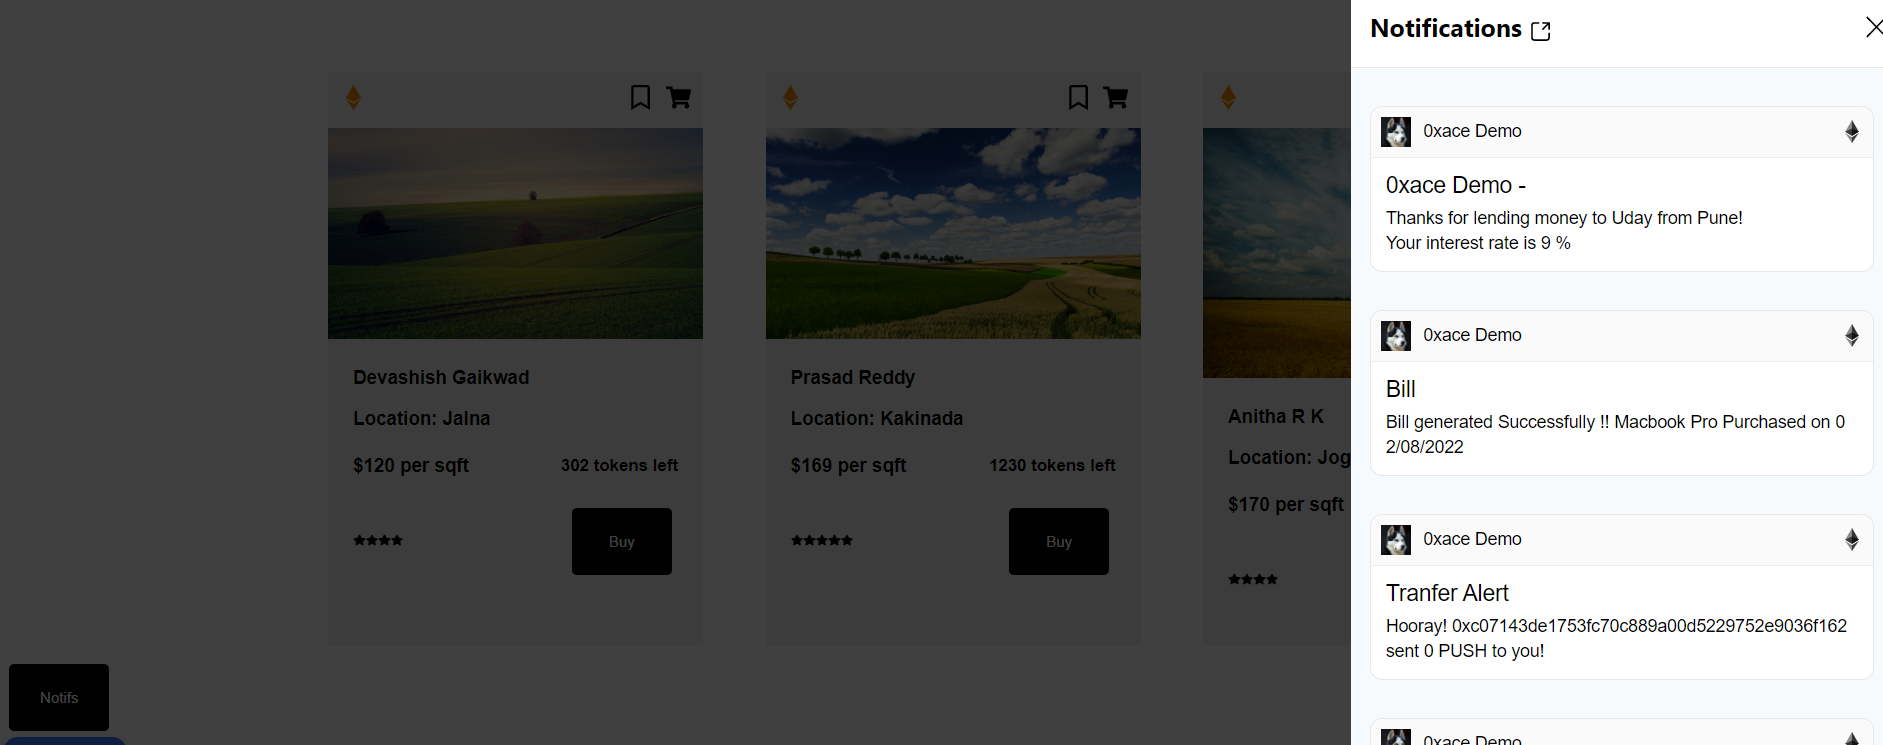 Devashish Gaikwad
Location: Jalna
$120 per sqft
302 tokens left
Buy
Prasad Reddy
Location: Kakinada
$169 per sqft
1230 tokens left
Buy
Anitha R K
Location: Jog
$170 per sqft
Notifs
Notifications
0xace Demo
0xace Demo -
Thanks for lending money to Uday from Pune!
Your interest rate is 9 %
0xace Demo
Bill
Bill generated Successfully !! Macbook Pro Purchased on 0
2/08/2022
0xace Demo
Tranfer Alert
Hooray! 0xc07143de1753fc70c889a00d5229752e9036f162
sent 0 PUSH to you!
0xace Demo